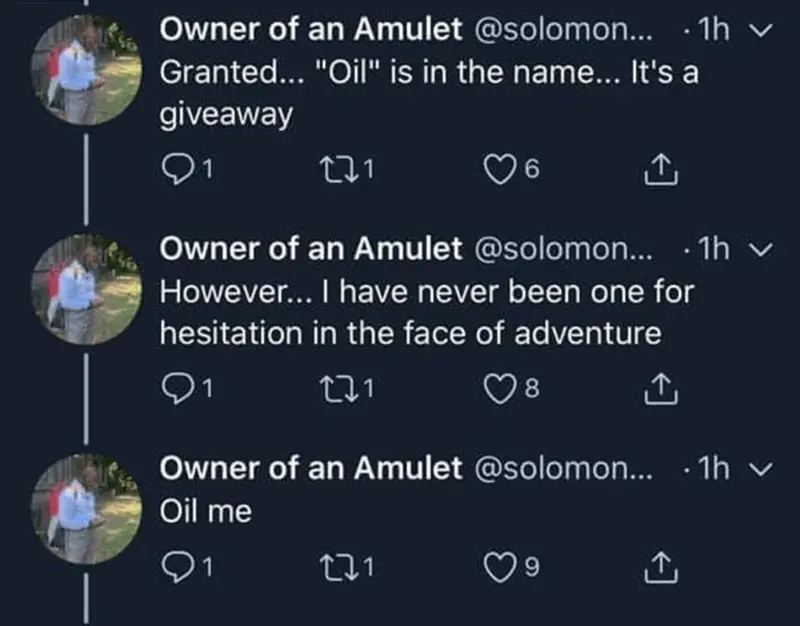 Owner of an Amulet @solomon... · 1h
Granted... "Oil" is in the name... It's a
giveaway
1 1 6
Owner of an Amulet @solomon... · 1h
However... I have never been one for
hesitation in the face of adventure
1 1 8
Owner of an Amulet @solomon... · 1h
Oil me
1 1 9